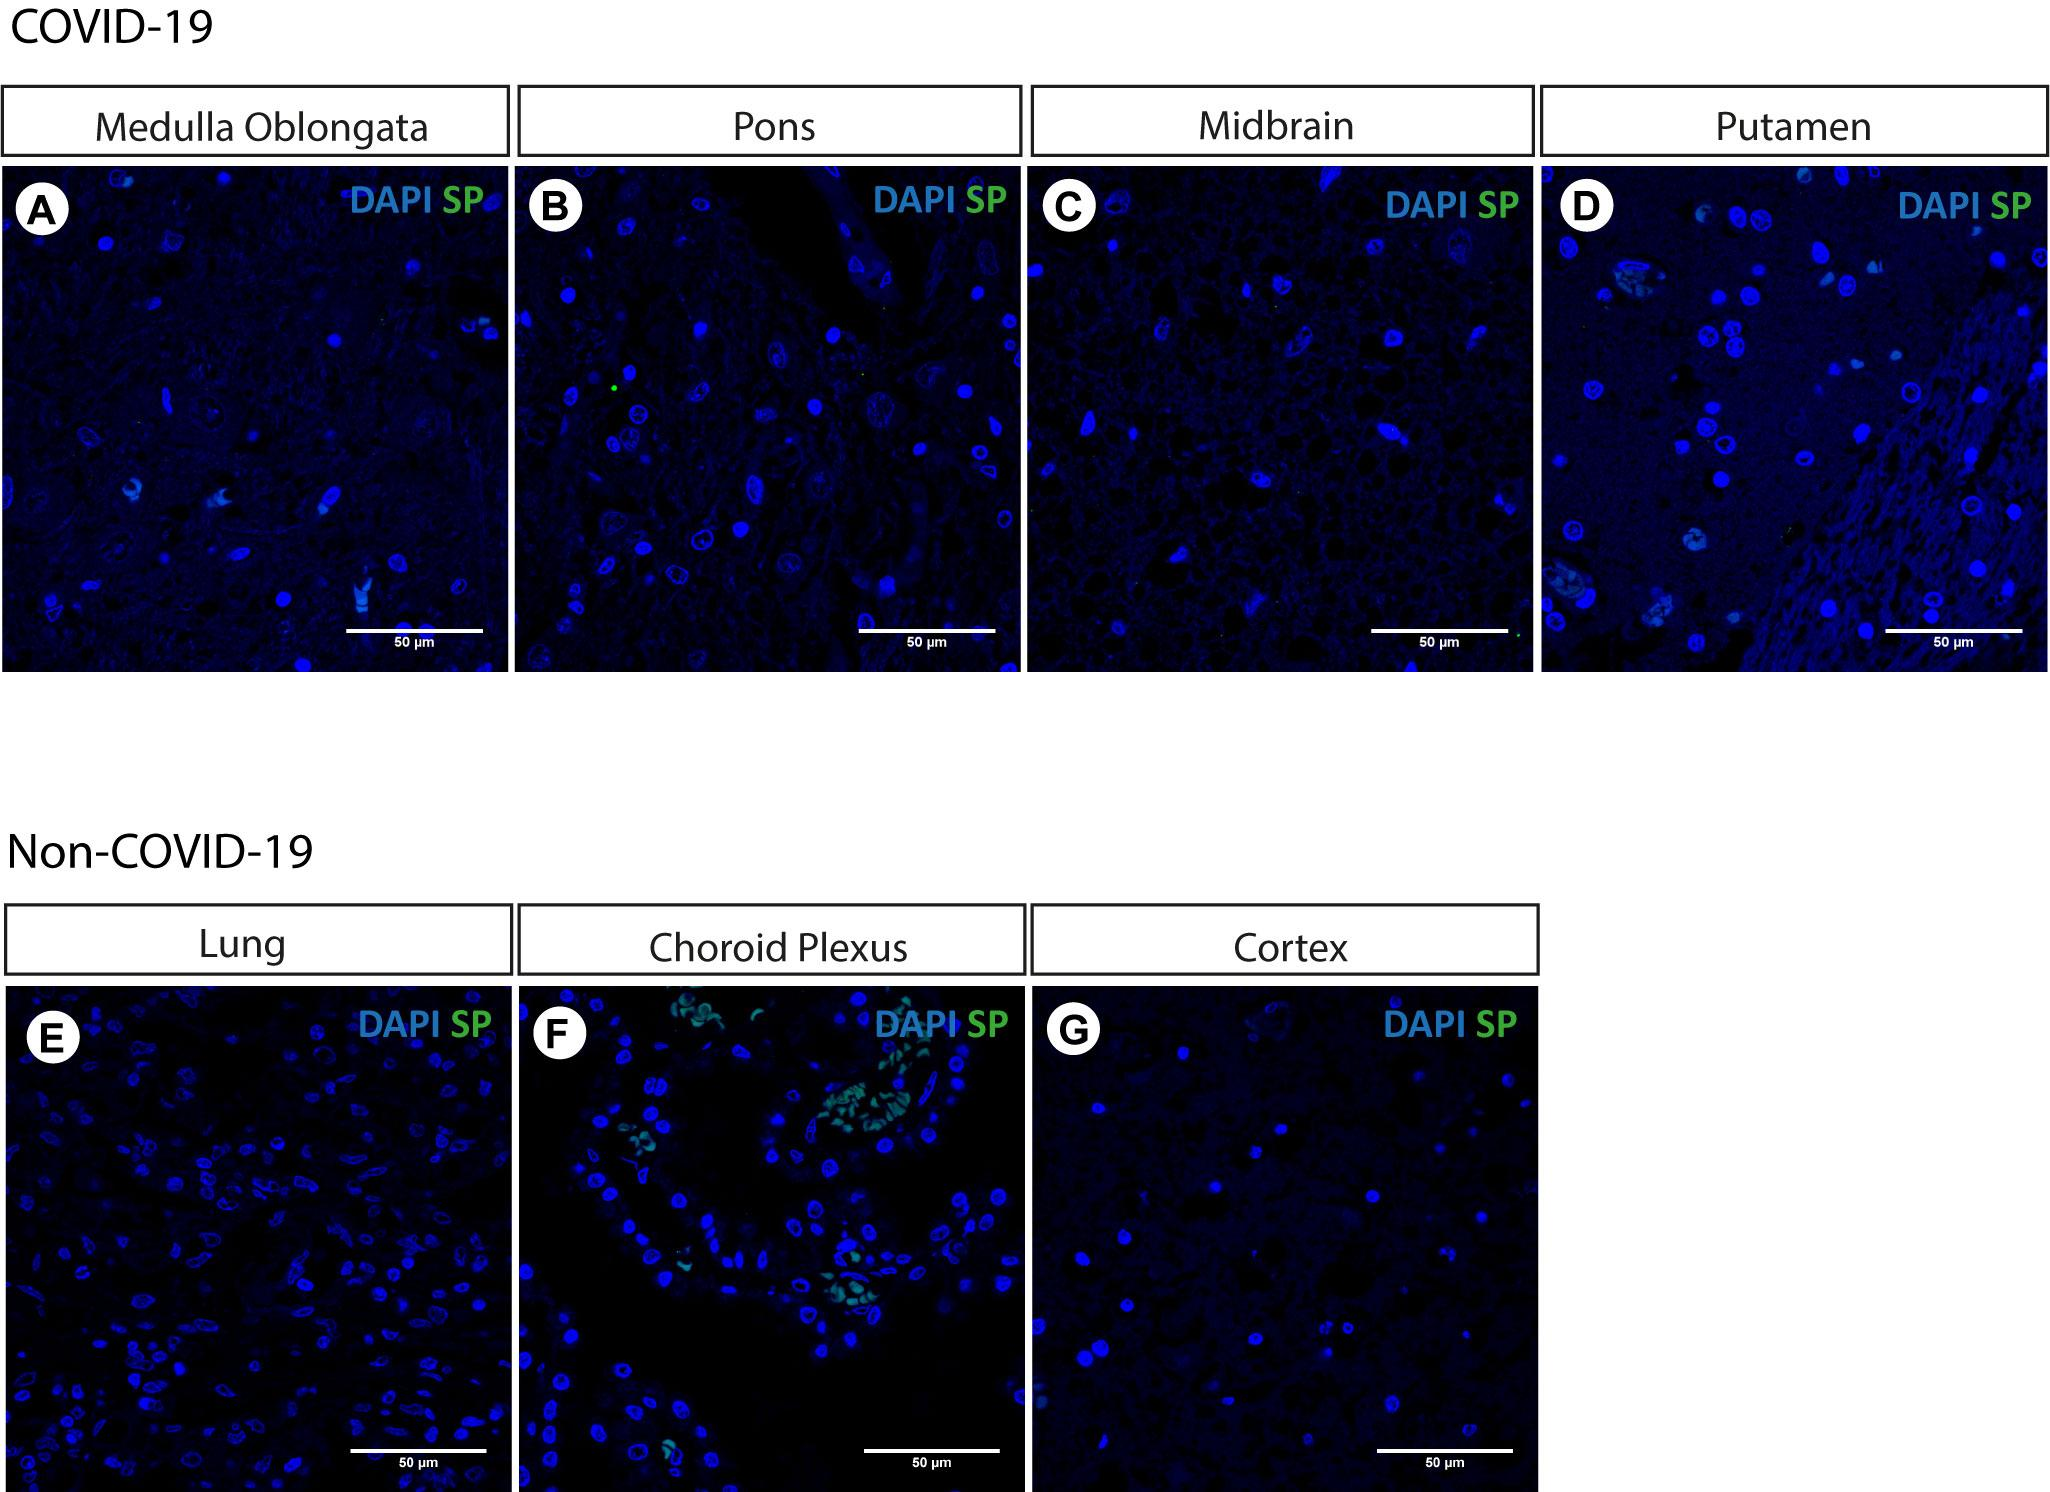 COVID-19
Medulla Oblongata
Pons
Midbrain
Putamen
A
DAPI SP
B
DAPI SP
C
DAPI SP
D
DAPI SP
50 µm
50 µm
50 µm
50 µm
Non-COVID-19
Lung
Choroid Plexus
Cortex
E
DAPI SP
F
DAPI SP
G
DAPI SP
50 µm
50 µm
50 µm